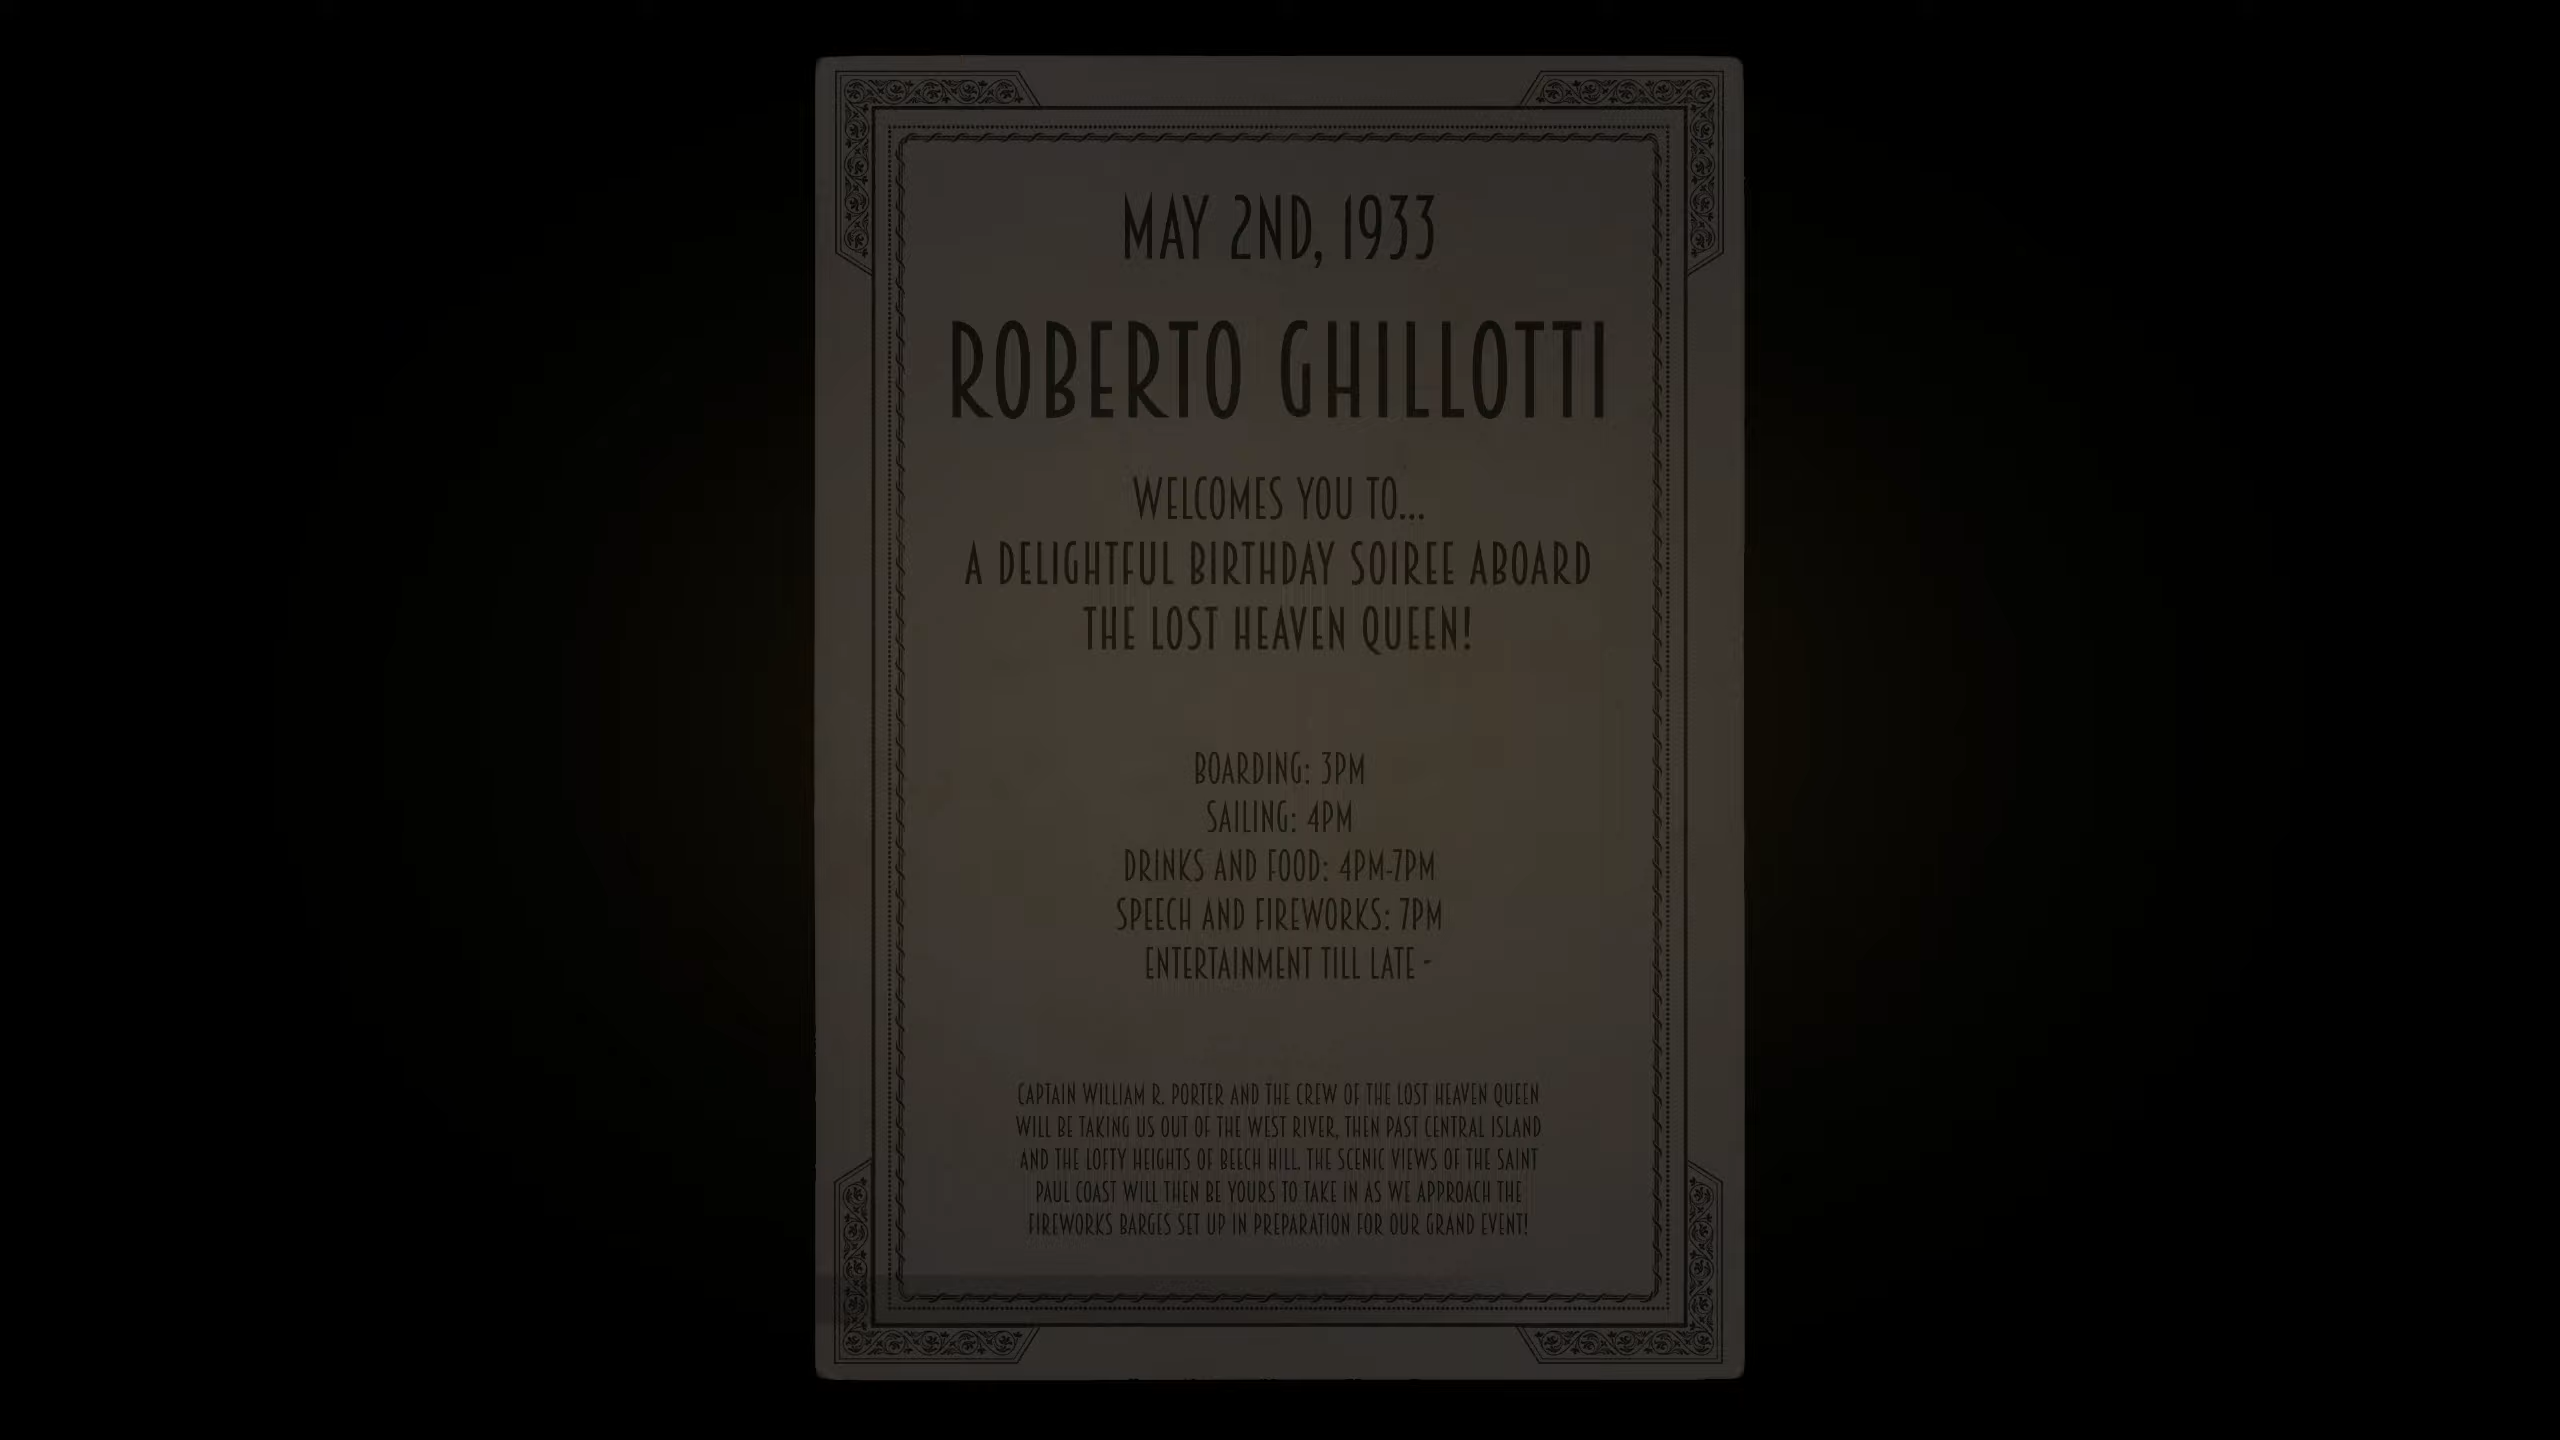 MAY 2ND, 1933
ROBERTO GHILLOTTI
WELCOMES YOU TO...
A DELIGHTFUL BIRTHDAY SOIREE ABOARD
THE LOST HEAVEN QUEEN!
BOARDING: 3PM
SAILING: 4PM
DRINKS AND FOOD: 4PM-7PM
SPEECH AND FIREWORKS: 7PM
ENTERTAINMENT TILL LATE -
CAPTAIN WILLIAM R. PORTER AND THE CREW OF THE LOST HEAVEN QUEEN
WILL BE TAKING US OUT OF THE WEST RIVER, THEN PAST CENTRAL ISLAND
AND THE LOFTY HEIGHTS OF BEECH HILL. THE SCENIC VIEWS OF THE SAINT
PAUL COAST WILL THEN BE YOURS TO TAKE IN AS WE APPROACH THE
FIREWORKS BARGES SET UP IN PREPARATION FOR OUR GRAND EVENT!